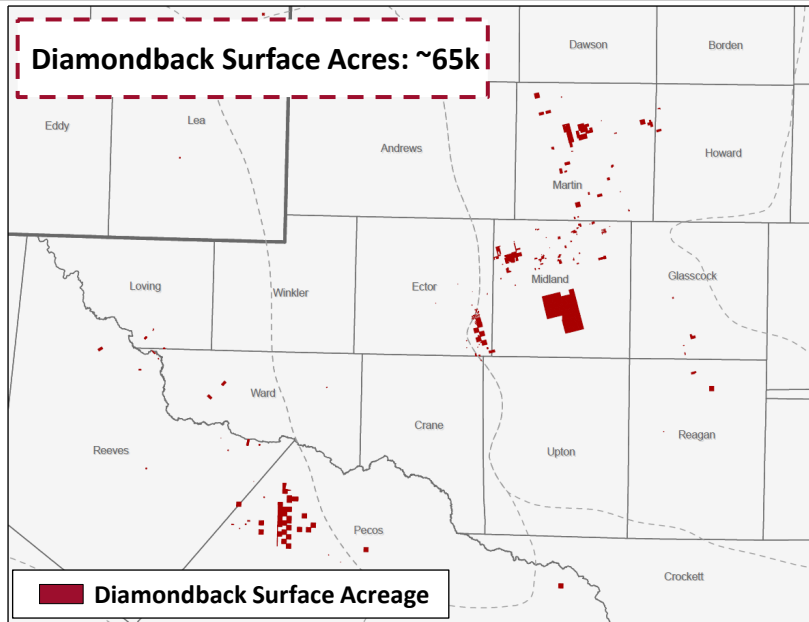 Diamondback Surface Acres: ~65k
Dawson
Borden
Eddy
Lea
Andrews
Howard
Martin
Loving
Winkler
Ector
Midland
Glasscock
Ward
Crane
Reeves
Upton
Reagan
Pecos
Crockett
Diamondback Surface Acreage